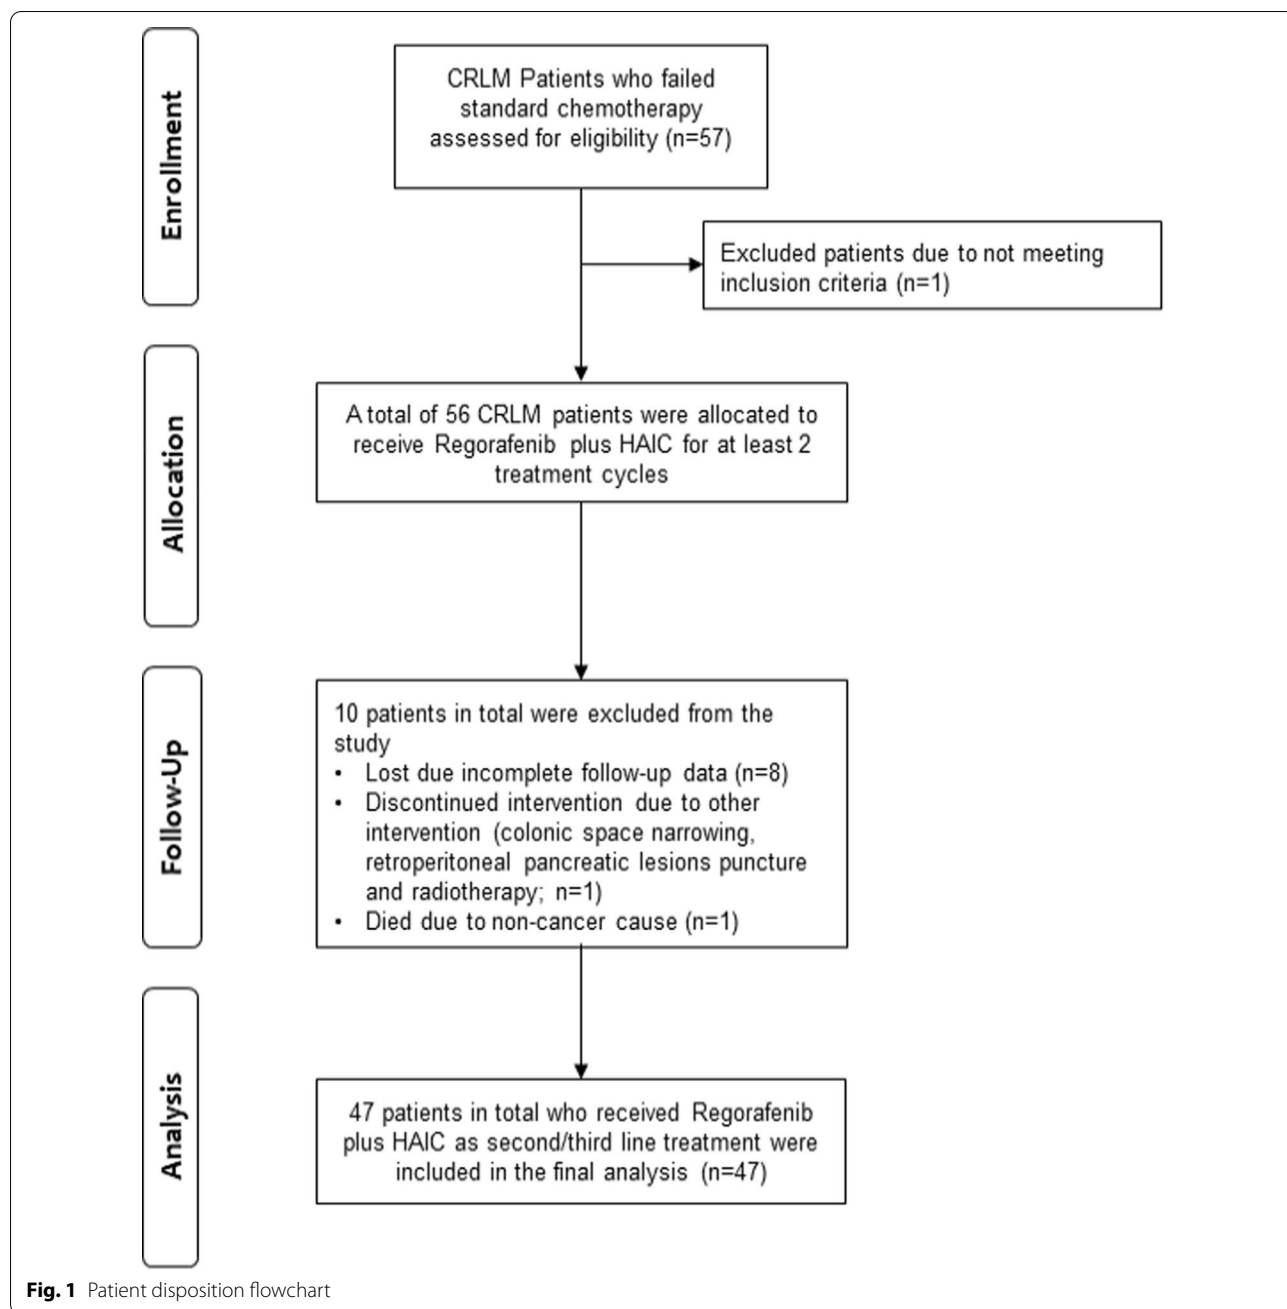 Enrollment
CRLM Patients who failed
standard chemotherapy
assessed for eligibility (n=57)
Excluded patients due to not meeting
inclusion criteria (n=1)
Allocation
A total of 56 CRLM patients were allocated to
receive Regorafenib plus HAIC for at least 2
treatment cycles
Follow-Up
10 patients in total were excluded from the
study
• Lost due incomplete follow-up data (n=8)
• Discontinued intervention due to other
intervention (colonic space narrowing,
retroperitoneal pancreatic lesions puncture
and radiotherapy; n=1)
• Died due to non-cancer cause (n=1)
Analysis
47 patients in total who received Regorafenib
plus HAIC as second/third line treatment were
included in the final analysis (n=47)
Fig. 1 Patient disposition flowchart